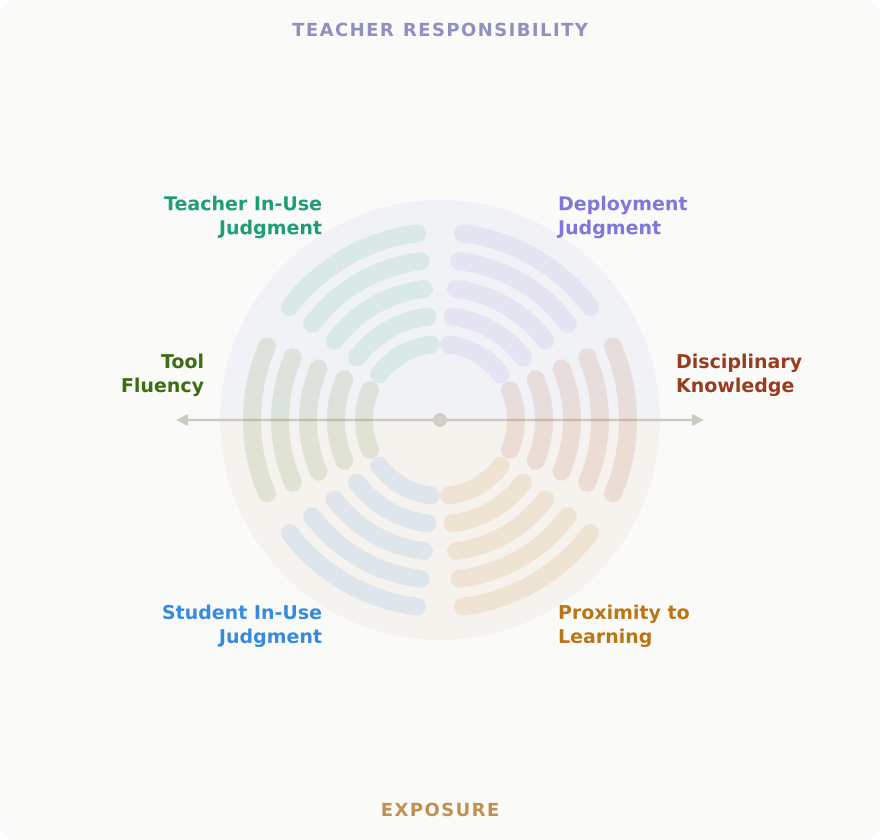 TEACHER RESPONSIBILITY
Teacher In-Use
Judgment
Deployment
Judgment
Tool
Fluency
Disciplinary
Knowledge
Student In-Use
Judgment
Proximity to
Learning
EXPOSURE